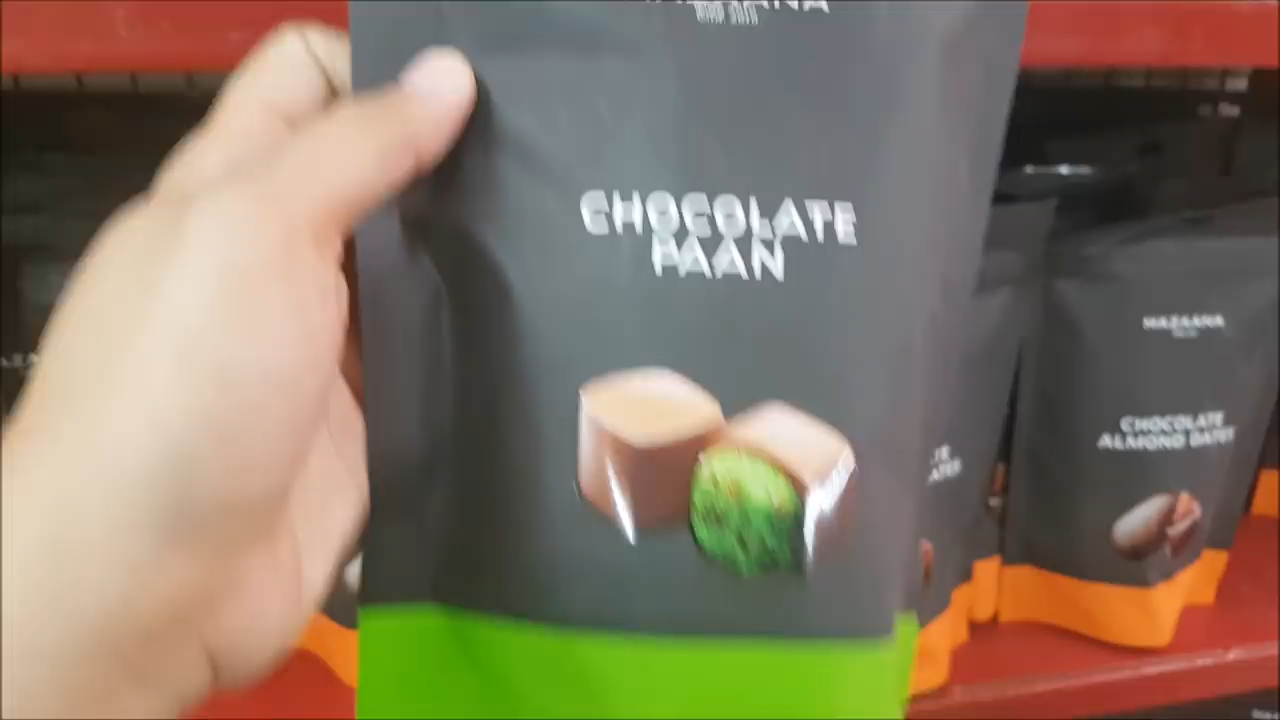 CHOCOLATE
PAAN
MAZAANA
CHOCOLATE
ALMOND DATES